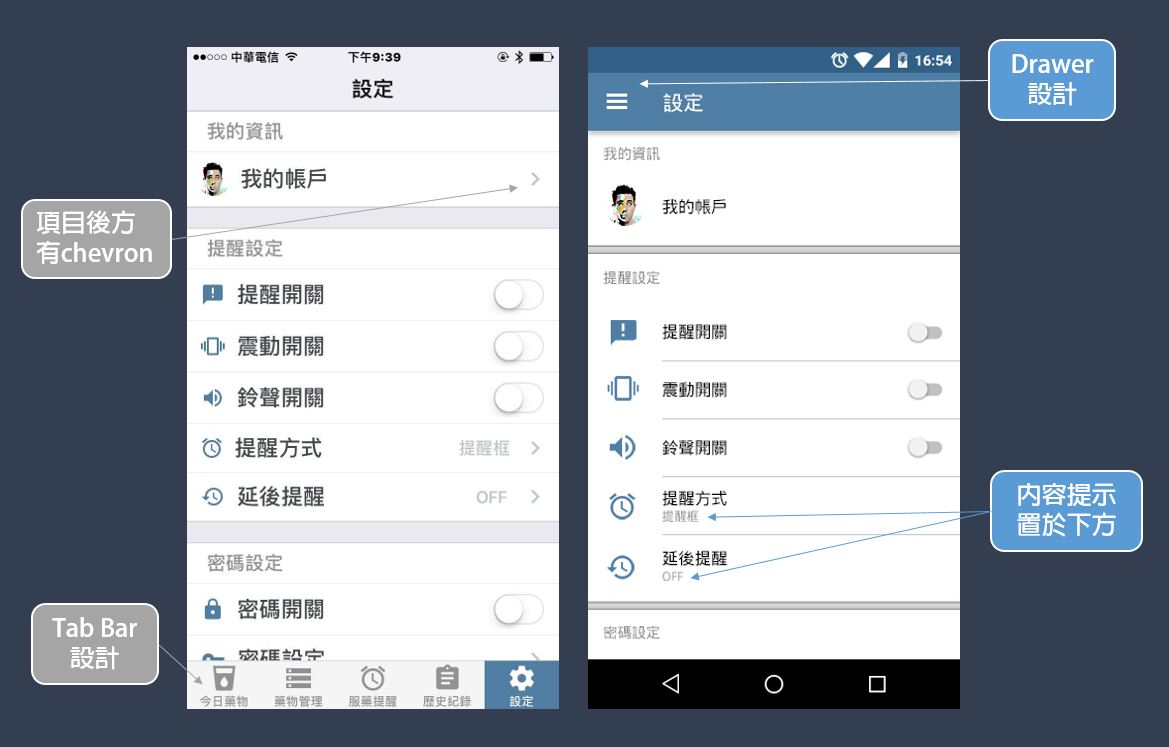 中華電信
下午9:39
設定
我的資訊
我的帳戶
提醒設定
提醒開關
震動開關
鈴聲開關
提醒方式 提醒框
延後提醒 OFF
密碼設定
密碼開關
密碼設定
今日藥物 藥物管理 服藥提醒 歷史紀錄 設定
項目後方
有chevron
Tab Bar
設計
16:54
設定
我的資訊
我的帳戶
提醒設定
提醒開關
震動開關
鈴聲開關
提醒方式
提醒框
延後提醒
OFF
密碼設定
Drawer
設計
內容提示
置於下方